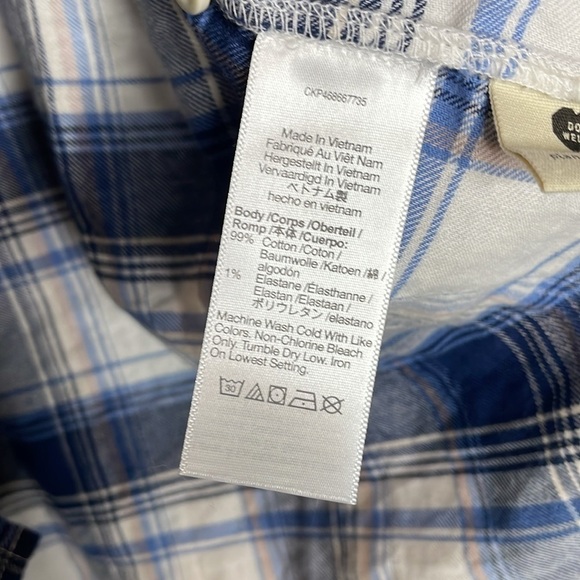 CKP468667735
Made In Vietnam
Fabriqué Au Viêt Nam
Hergestellt In Vietnam
Vervaardigd In Vietnam
ベトナム製
hecho en vietnam
Body /Corps /Oberteil /
Romp /本体 /Cuerpo:
99% Cotton /Coton /
Baumwolle /Katoen /綿 /
algodón
1% Elastane /Élasthanne /
Elastan /Elastaan /
ポリウレタン /elastano
Machine Wash Cold With Like
Colors. Non-Chlorine Bleach
Only. Tumble Dry Low. Iron
On Lowest Setting.
30
DO
WE